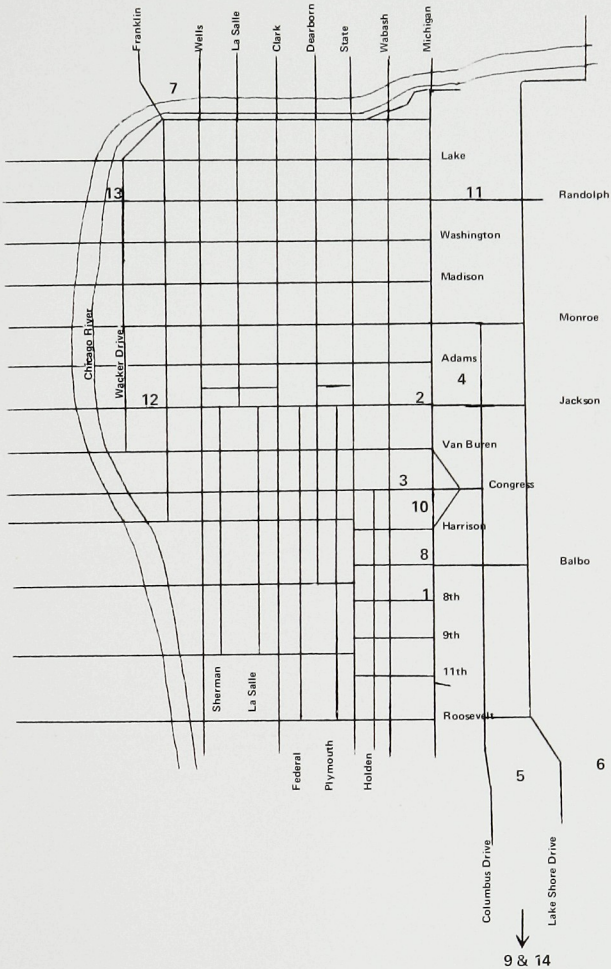 Franklin
Wells
La Salle
Clark
Dearborn
State
Wabash
Michigan
7
Lake
13
11
Randolph
Washington
Madison
Chicago River
Wacker Drive
Monroe
Adams
4
12
2
Jackson
Van Buren
3
Congress
10
Harrison
8
Balbo
1
8th
9th
Sherman
La Salle
11th
Federal
Plymouth
Holden
Roosevelt
5
6
Columbus Drive
Lake Shore Drive
9 & 14